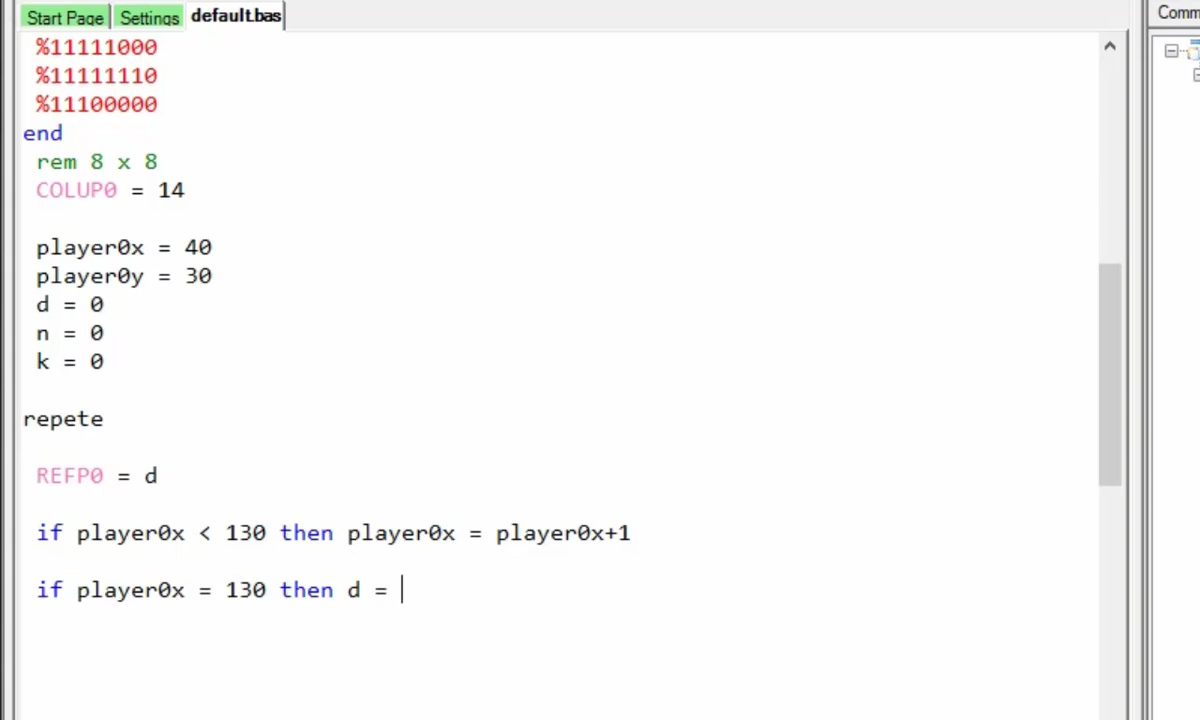 Start Page Settings default.bas
Comm
%11111000
%11111110
%11100000
end
rem 8 x 8
COLUP0 = 14
player0x = 40
player0y = 30
d = 0
n = 0
k = 0
repete
REFP0 = d
if player0x < 130 then player0x = player0x+1
if player0x = 130 then d =